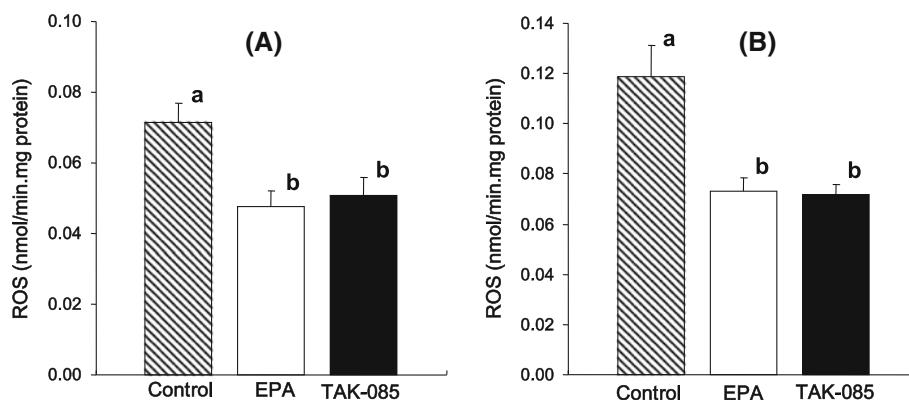 (A)
ROS (nmol/min.mg protein)
0.10
0.08
0.06
0.04
0.02
0.00
a
b
b
Control EPA TAK-085
(B)
ROS (nmol/min.mg protein)
0.14
0.12
0.10
0.08
0.06
0.04
0.02
0.00
a
b
b
Control EPA TAK-085